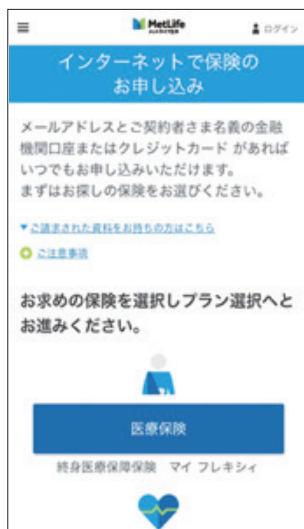 MetLife
ログイン
インターネットで保険の
お申し込み
メールアドレスとご契約者さま名義の金融
機関口座またはクレジットカード があれば
いつでもお申し込みいただけます。
まずはお探しの保険をお選びください。
▼ご請求された資料をお持ちの方はこちら
ご注意事項
お求めの保険を選択しプラン選択へと
お進みください。
医療保険
終身医療保障保険 マイ フレキシィ